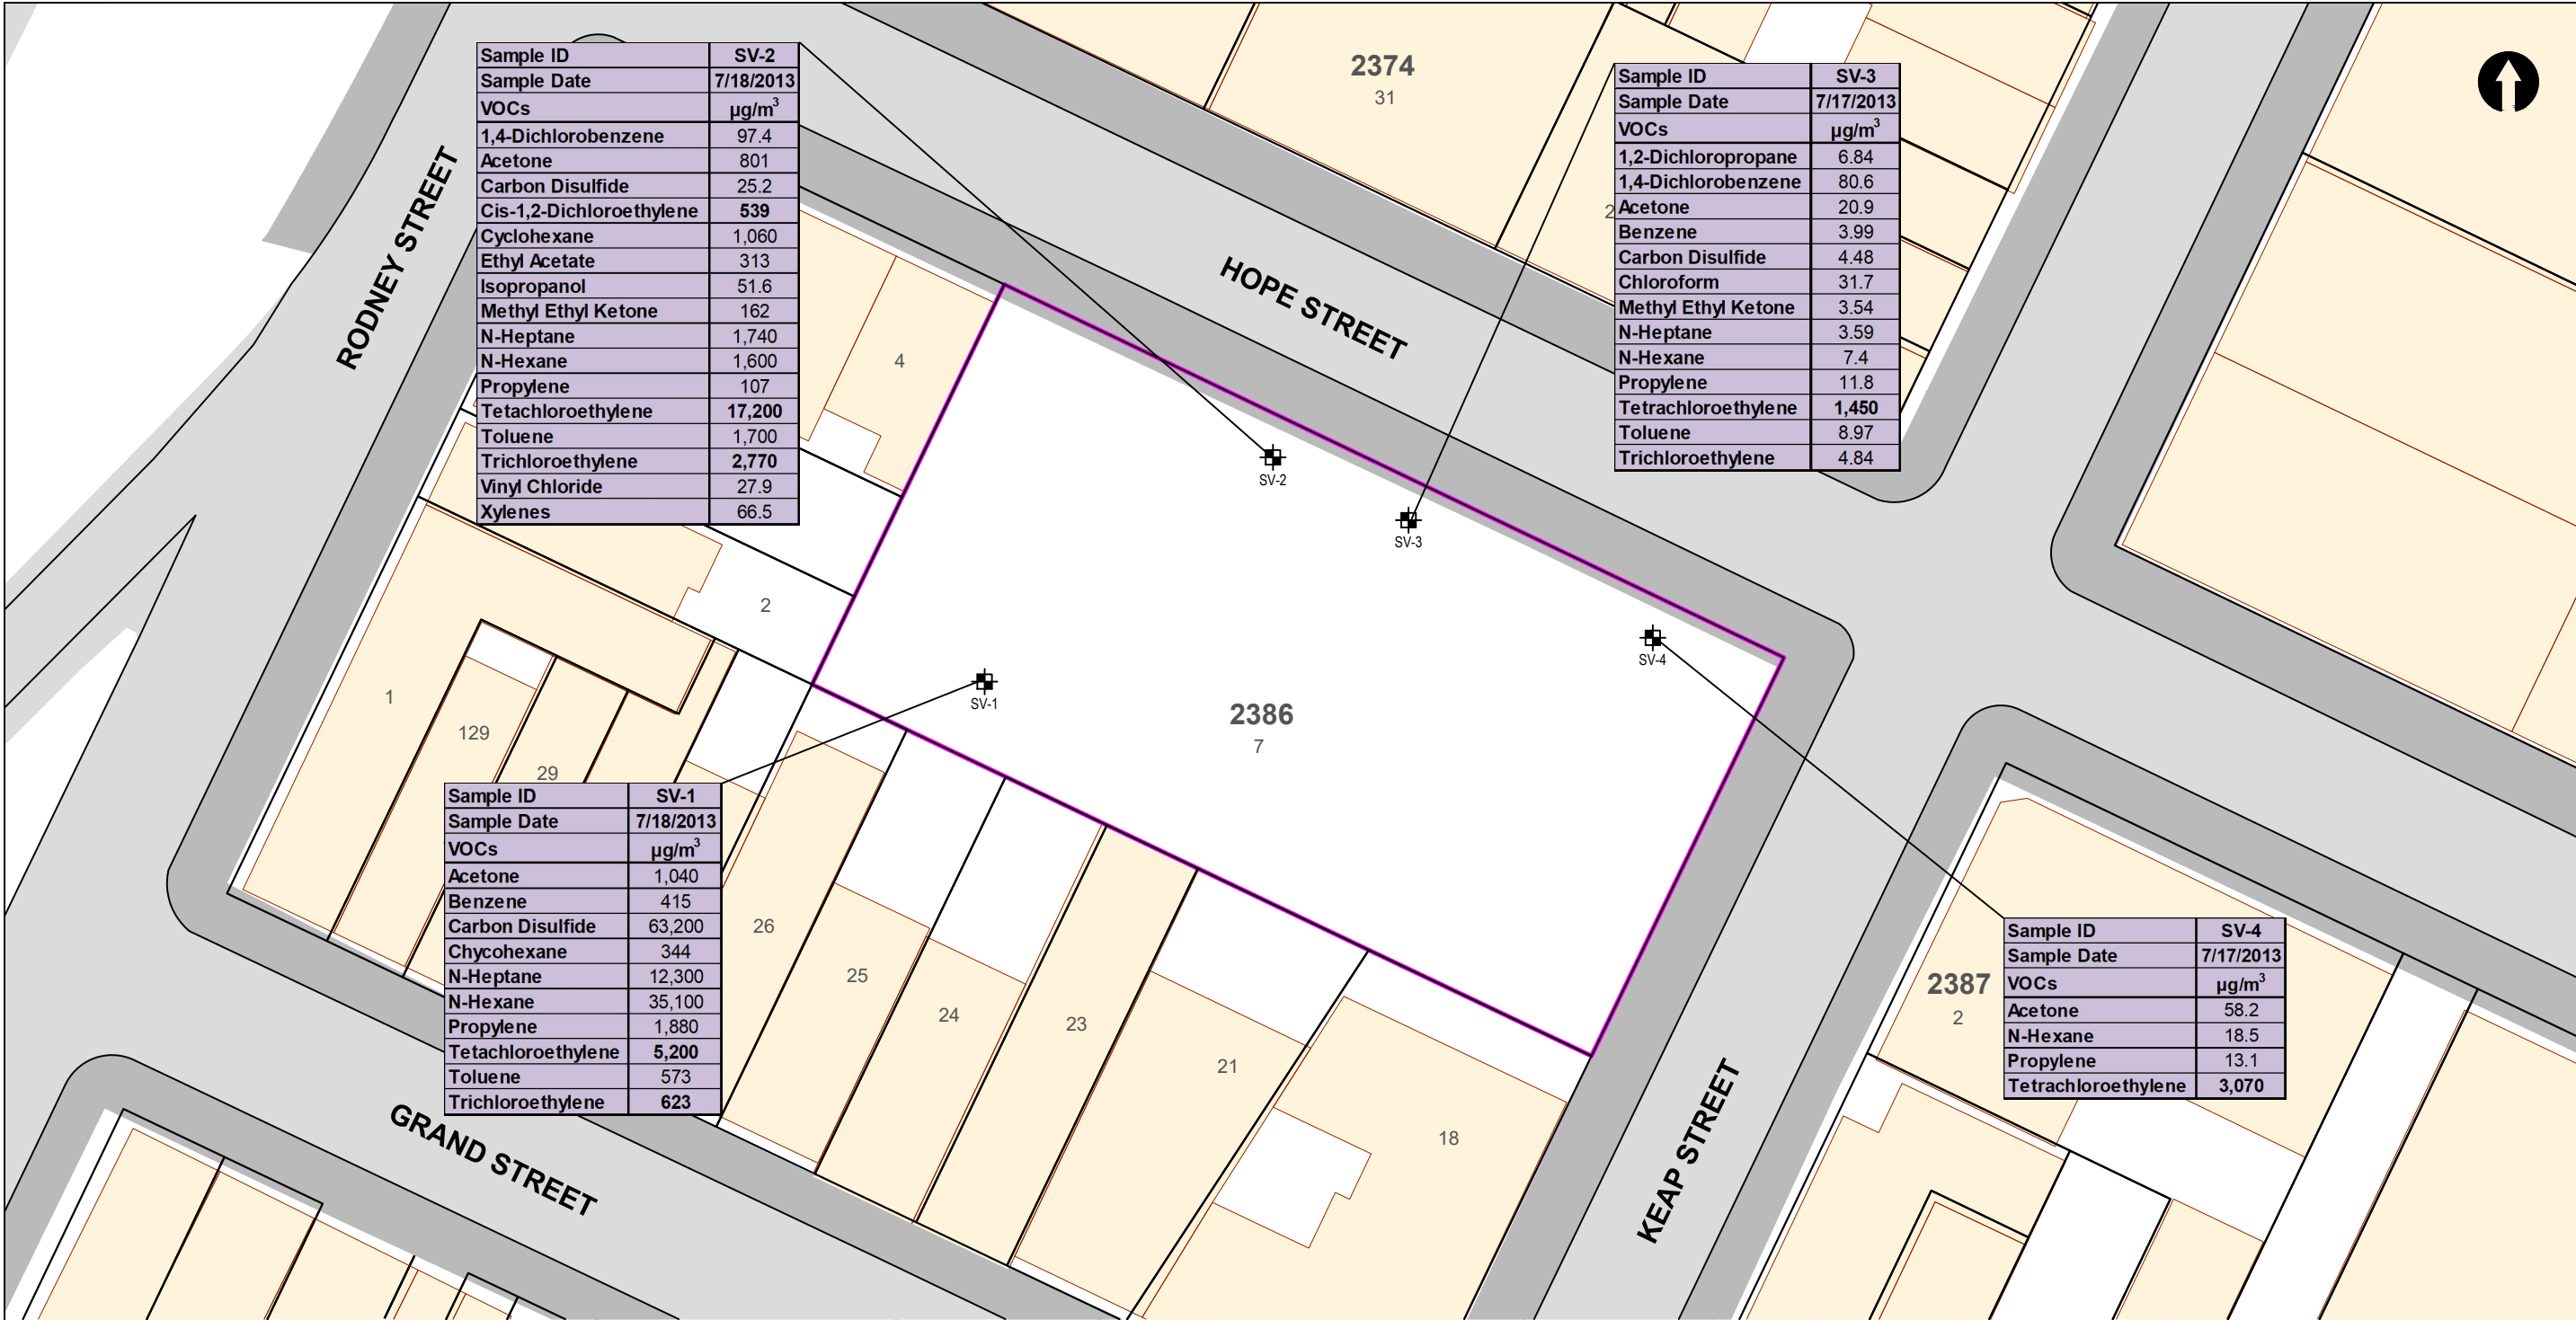 Sample ID SV-2
Sample Date 7/18/2013
VOCs µg/m³
1,4-Dichlorobenzene 97.4
Acetone 801
Carbon Disulfide 25.2
Cis-1,2-Dichloroethylene 539
Cyclohexane 1,060
Ethyl Acetate 313
Isopropanol 51.6
Methyl Ethyl Ketone 162
N-Heptane 1,740
N-Hexane 1,600
Propylene 107
Tetachloroethylene 17,200
Toluene 1,700
Trichloroethylene 2,770
Vinyl Chloride 27.9
Xylenes 66.5
2374
31
Sample ID SV-3
Sample Date 7/17/2013
VOCs µg/m³
1,2-Dichloropropane 6.84
1,4-Dichlorobenzene 80.6
Acetone 20.9
Benzene 3.99
Carbon Disulfide 4.48
Chloroform 31.7
Methyl Ethyl Ketone 3.54
N-Heptane 3.59
N-Hexane 7.4
Propylene 11.8
Tetrachloroethylene 1,450
Toluene 8.97
Trichloroethylene 4.84
RODNEY STREET
HOPE STREET
4
SV-2
SV-3
2
SV-4
SV-1
1
2386
7
129
29
Sample ID SV-1
Sample Date 7/18/2013
VOCs µg/m³
Acetone 1,040
Benzene 415
Carbon Disulfide 63,200
Chycohexane 344
N-Heptane 12,300
N-Hexane 35,100
Propylene 1,880
Tetachloroethylene 5,200
Toluene 573
Trichloroethylene 623
26
25
24
23
21
18
2387
2
Sample ID SV-4
Sample Date 7/17/2013
VOCs µg/m³
Acetone 58.2
N-Hexane 18.5
Propylene 13.1
Tetrachloroethylene 3,070
GRAND STREET
KEAP STREET